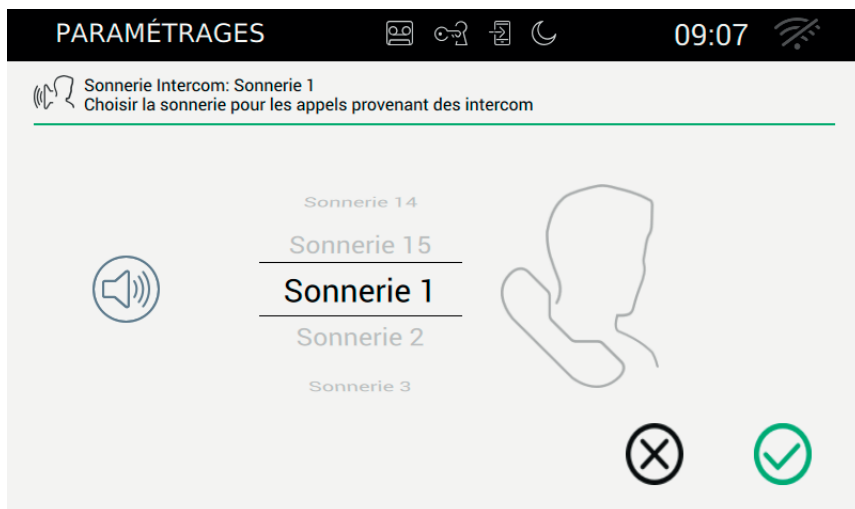 PARAMÉTRAGES 09:07
Sonnerie Intercom: Sonnerie 1
Choisir la sonnerie pour les appels provenant des intercom
Sonnerie 14
Sonnerie 15
Sonnerie 1
Sonnerie 2
Sonnerie 3